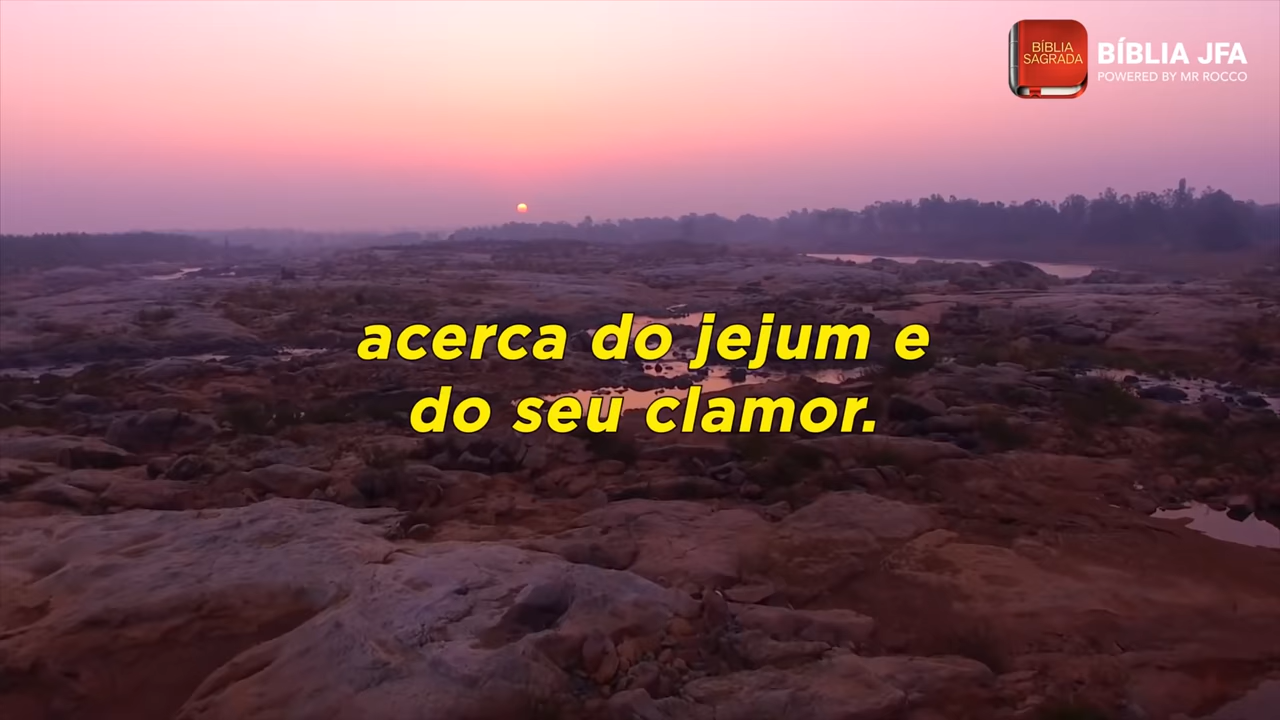 BÍBLIA
SAGRADA
BÍBLIA JFA
POWERED BY MR ROCCO
acerca do jejum e
do seu clamor.